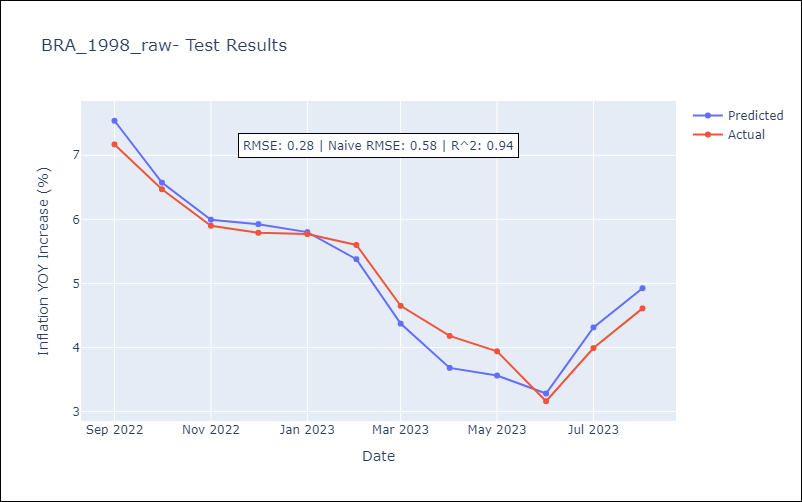 BRA_1998_raw- Test Results
Predicted
Actual
RMSE: 0.28 | Naive RMSE: 0.58 | R^2: 0.94
Inflation YOY Increase (%)
7
6
5
4
3
Sep 2022
Nov 2022
Jan 2023
Mar 2023
May 2023
Jul 2023
Date